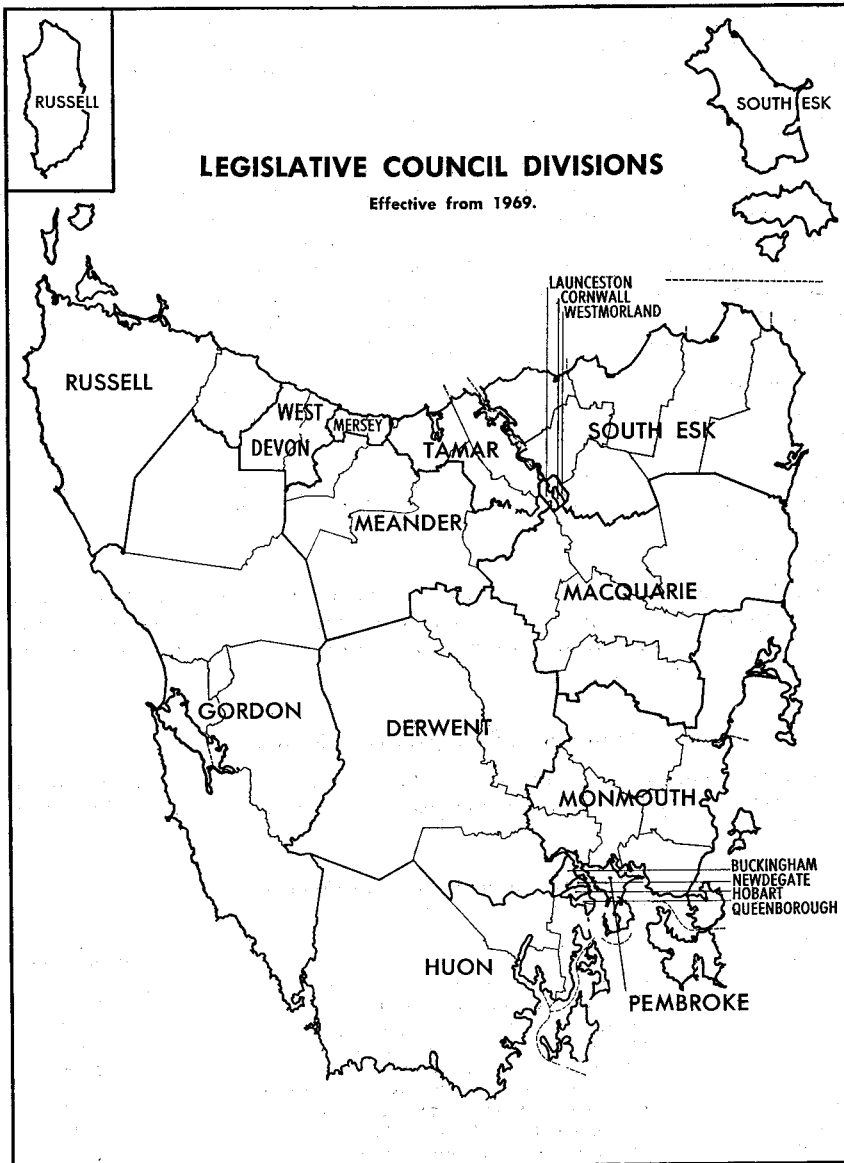 RUSSELL
SOUTH ESK
LEGISLATIVE COUNCIL DIVISIONS
Effective from 1969.
LAUNCESTON
CORNWALL
WESTMORLAND
RUSSELL
WEST
DEVON
MERSEY
TAMAR
SOUTH ESK
MEANDER
MACQUARIE
GORDON
DERWENT
MONMOUTH
BUCKINGHAM
NEWDEGATE
HOBART
QUEENBOROUGH
HUON
PEMBROKE